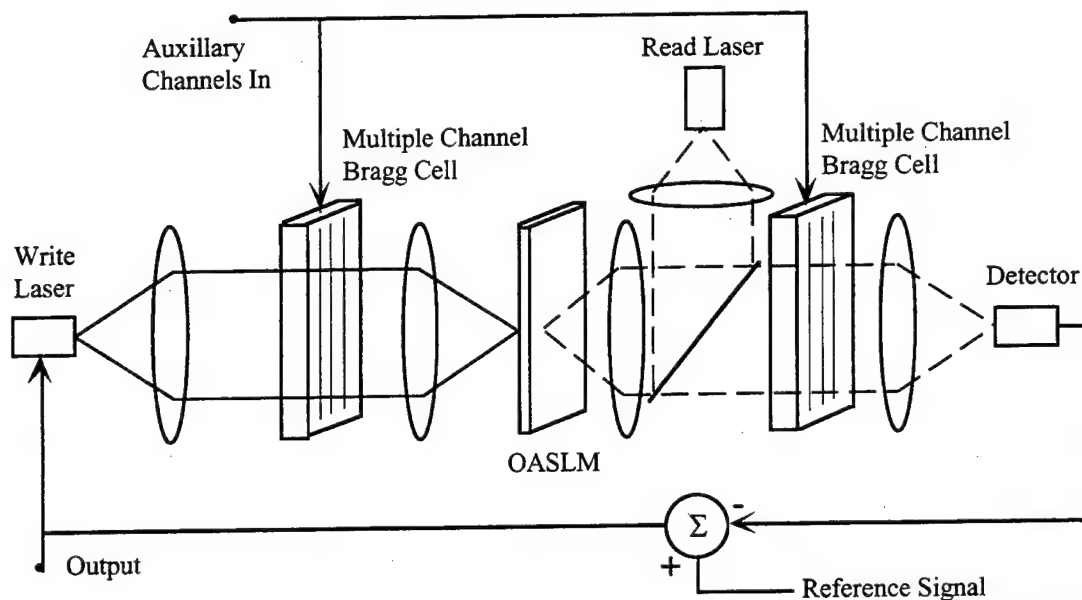 Auxillary
Channels In
Read Laser
Multiple Channel
Bragg Cell
Multiple Channel
Bragg Cell
Write
Laser
Detector
OASLM
Σ
-
+
Output
Reference Signal